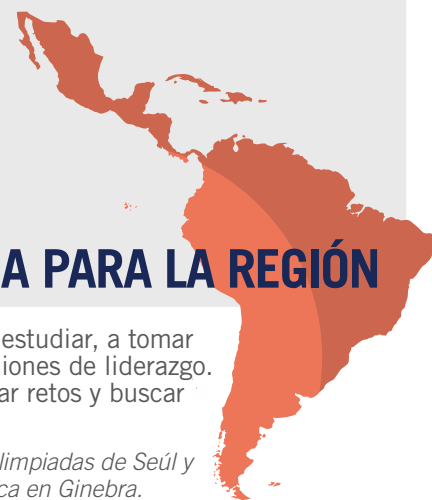 A PARA LA REGIÓN
estudiar, a tomar
iones de liderazgo.
ar retos y buscar
limpiadas de Seúl y
ca en Ginebra.